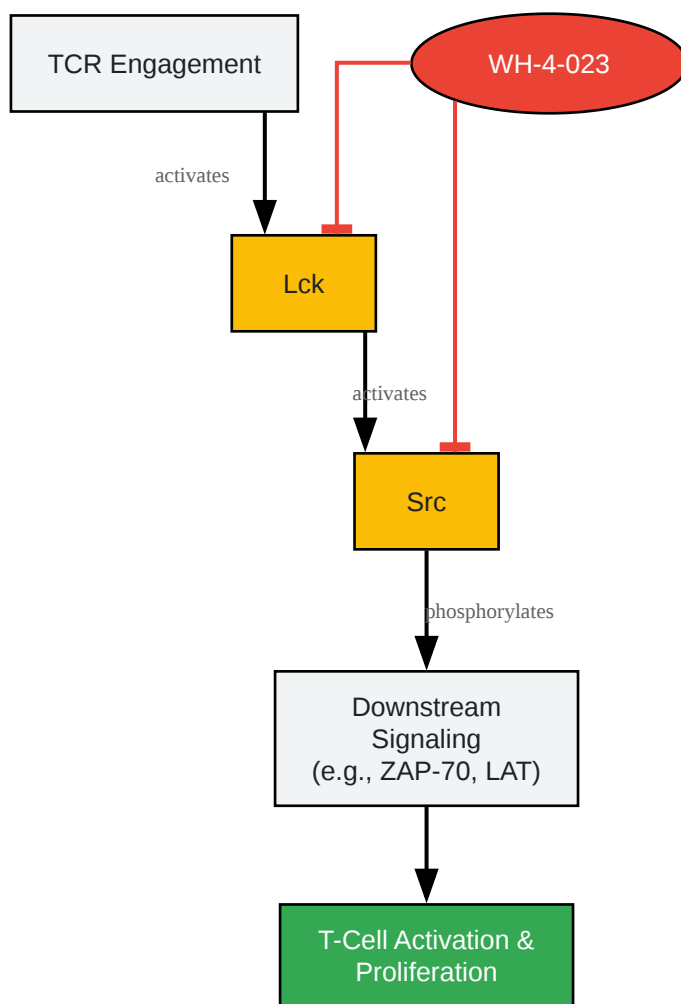 TCR Engagement
WH-4-023
activates
Lck
activates
Src
phosphorylates
Downstream
Signaling
(e.g., ZAP-70, LAT)
T-Cell Activation &
Proliferation